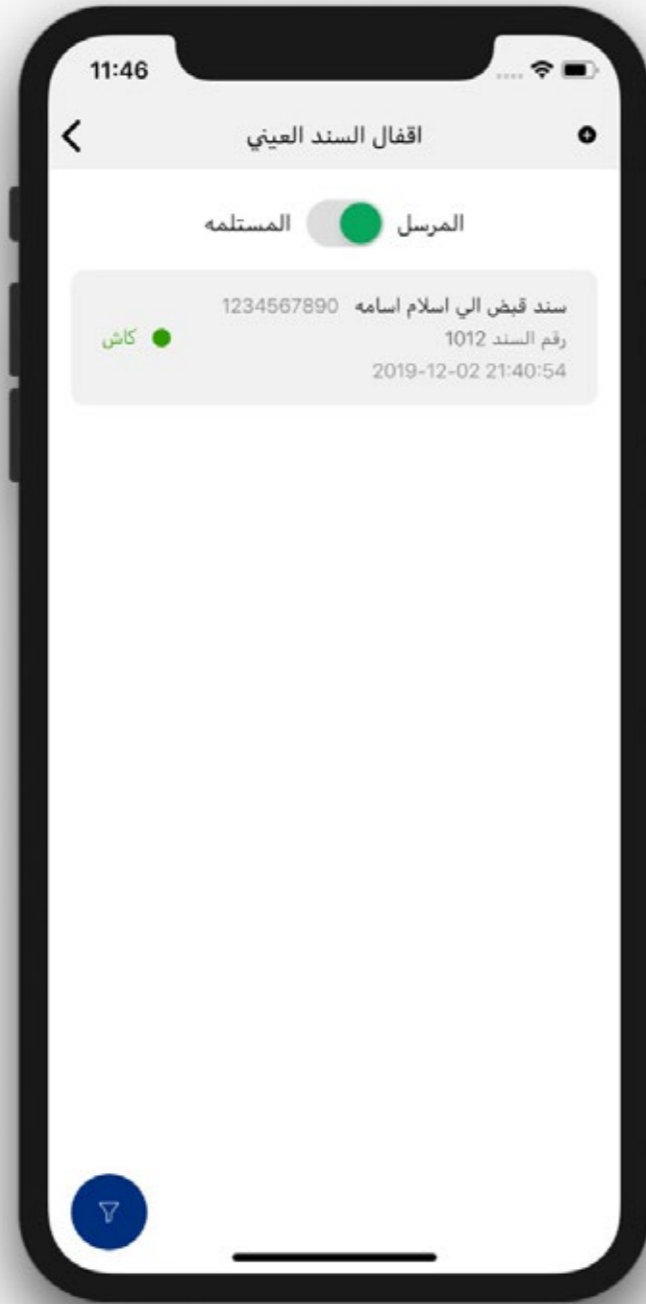 11:46
اقفال السند العيني
المرسل المستلمه
سند قبض الي اسلام اسامه 1234567890
رقم السند 1012
كاش
2019-12-02 21:40:54